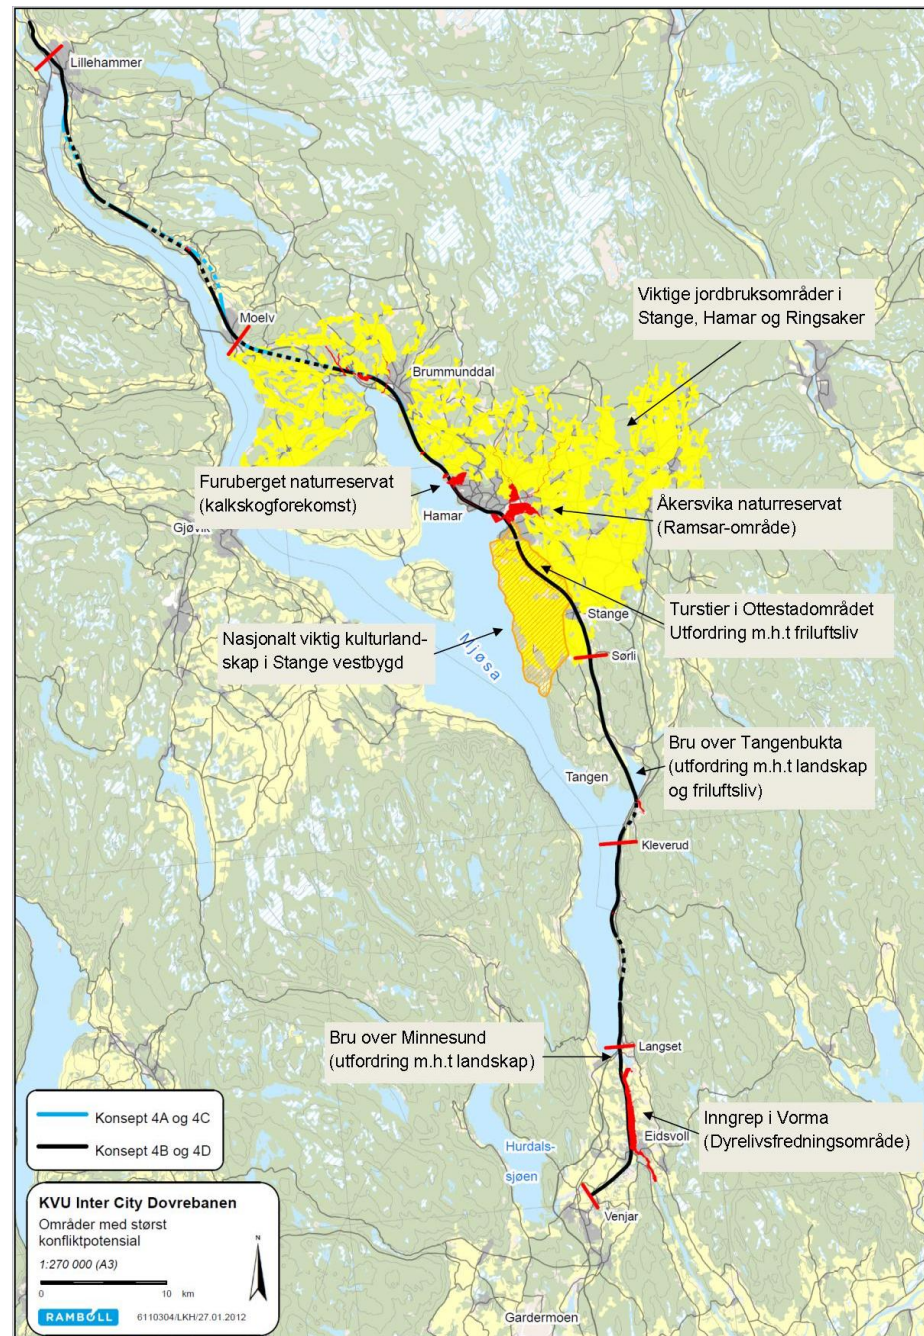 Lillehammer
Moelv
Viktige jordbruksområder i
Stange, Hamar og Ringsaker
Brummunddal
Furuberget naturreservat
(kalkskogforekomst)
Hamar
Gjøvik
Åkersvika naturreservat
(Ramsar-område)
Turstier i Ottestadområdet
Utfordring m.h.t friluftsliv
Stange
Nasjonalt viktig kulturland-
skap i Stange vestbygd
Mjøsa
Sørli
Bru over Tangenbukta
(utfordring m.h.t landskap
og friluftsliv)
Tangen
Kleverud
Bru over Minnesund
(utfordring m.h.t landskap)
Langset
Inngrep i Vorma
(Dyrelivsfredningsområde)
Eidsvoll
Hurdals-
sjøen
Venjar
Gardermoen
Konsept 4A og 4C
Konsept 4B og 4D
KVU Inter City Dovrebanen
Områder med størst
konfliktpotensial
1:270 000 (A3)
N
0 10 km
RAMBOLL 6110304/LKH/27.01.2012